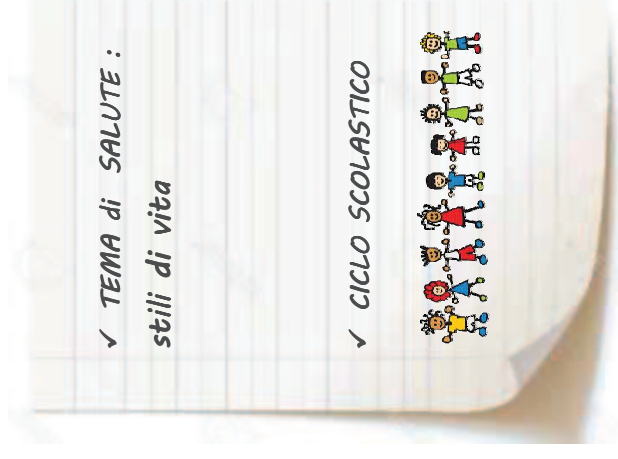 ✓ TEMA di SALUTE :
stili di vita
✓ CICLO SCOLASTICO